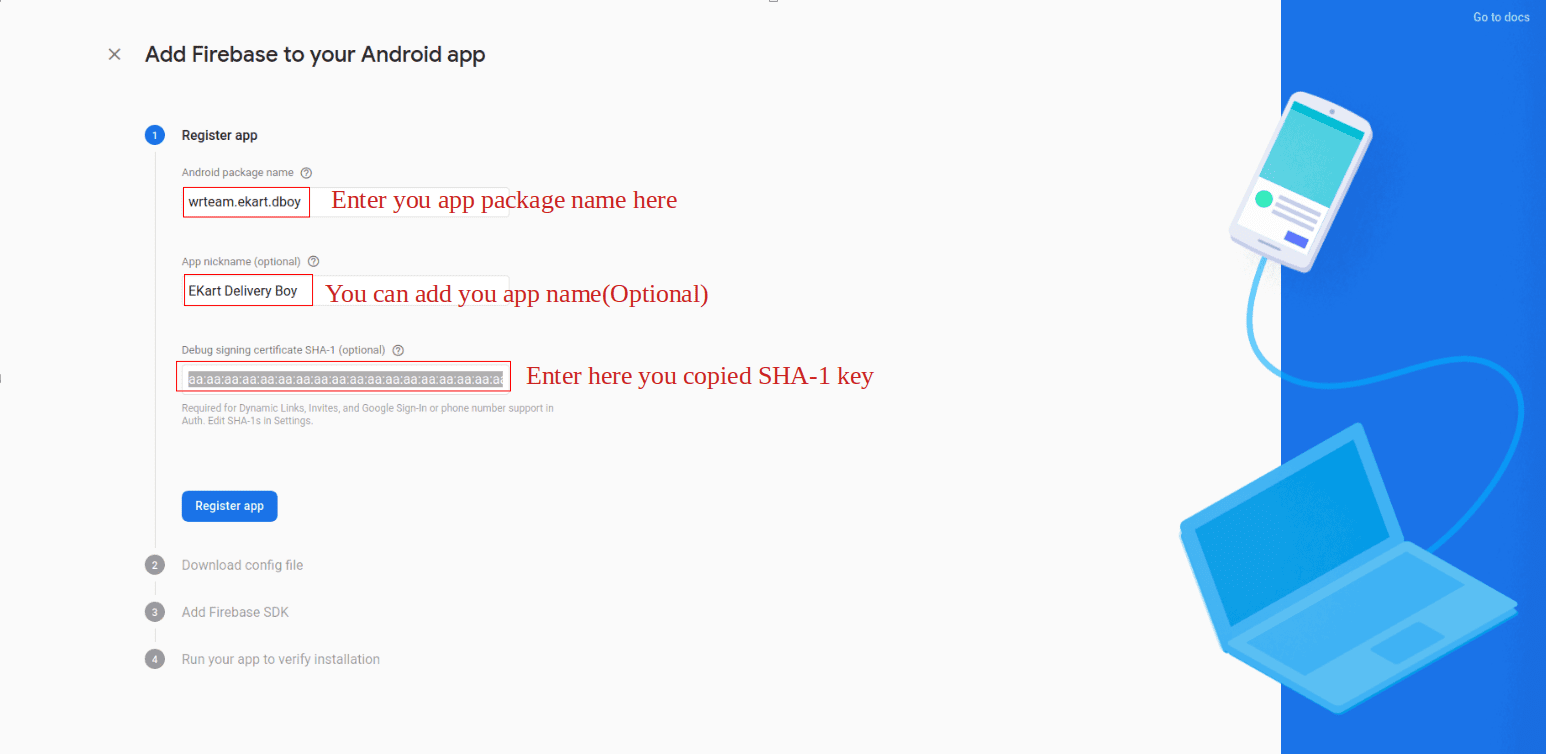 Go to docs
Add Firebase to your Android app
1 Register app
Android package name ?
wrteam.ekart.dboy Enter you app package name here
App nickname (optional) ?
EKart Delivery Boy You can add you app name(Optional)
Debug signing certificate SHA-1 (optional) ?
aa:aa:aa:aa:aa:aa:aa:aa:aa:aa:aa:aa:aa:aa:aa:aa:aa:aa Enter here you copied SHA-1 key
Required for Dynamic Links, Invites, and Google Sign-In or phone number support in
Auth. Edit SHA-1s in Settings.
Register app
2 Download config file
3 Add Firebase SDK
4 Run your app to verify installation